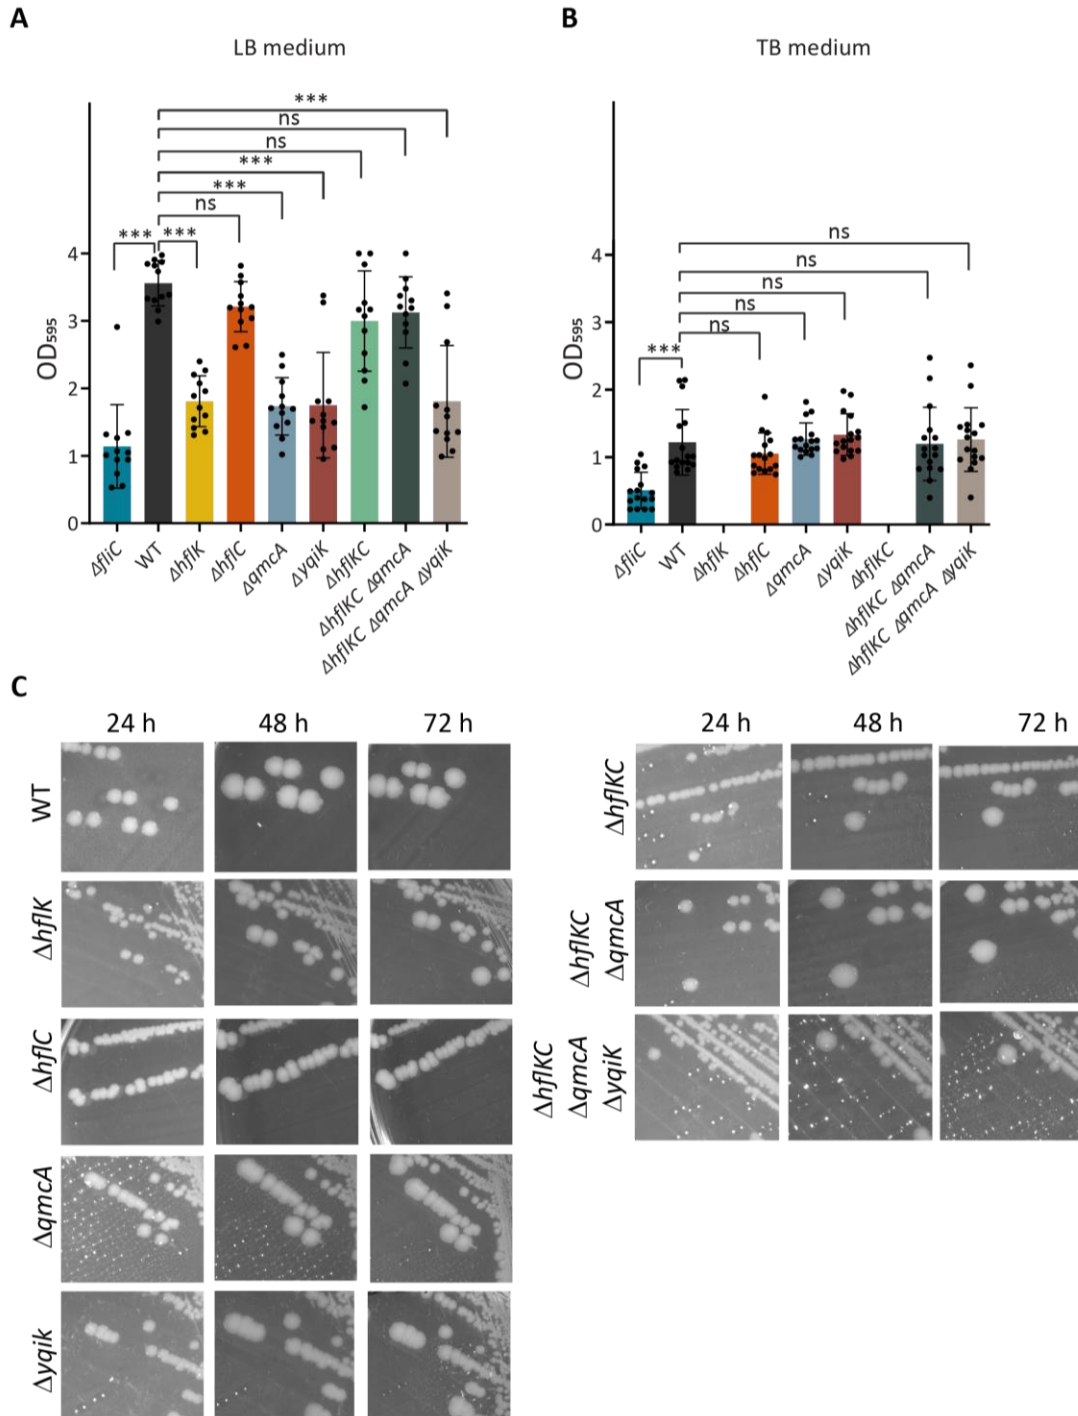 A
LB medium
***
ns
ns
***
***
ns
*** ***
OD595
4
3
2
1
0
ΔfliC
WT
ΔhflK
ΔhflC
ΔqmcA
ΔyqiK
ΔhflKC
ΔhflKC ΔqmcA
ΔhflKC ΔqmcA ΔyqiK
B
TB medium
ns
ns
ns
ns
ns
***
OD595
4
3
2
1
0
ΔfliC
WT
ΔhflK
ΔhflC
ΔqmcA
ΔyqiK
ΔhflKC
ΔhflKC ΔqmcA
ΔhflKC ΔqmcA ΔyqiK
C
24 h 48 h 72 h
WT
ΔhflK
ΔhflC
ΔqmcA
Δyqik
24 h 48 h 72 h
ΔhflKC
ΔhflKC
ΔqmcA
ΔhflKC
ΔqmcA
ΔyqiK